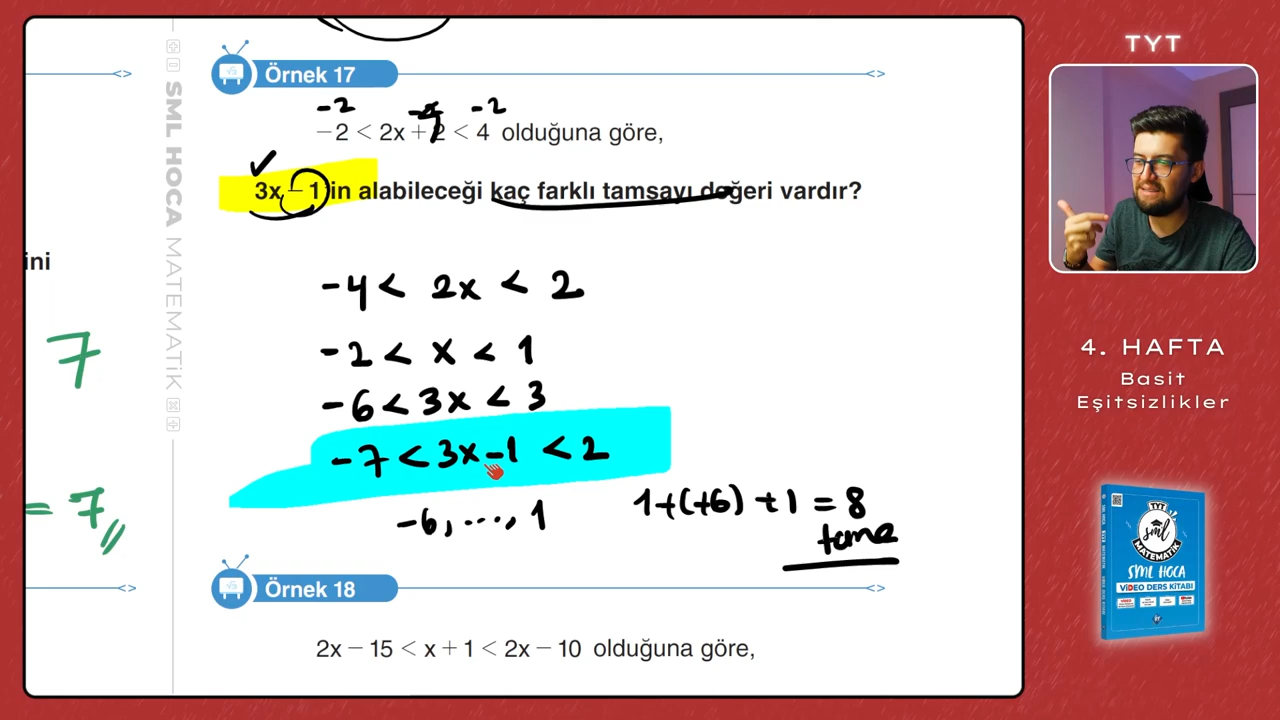 TYT
Örnek 17
-2 -2 -2
−2 < 2x + 2 < 4 olduğuna göre,
3x − 1 in alabileceği kaç farklı tamsayı değeri vardır?
ini
-4 < 2x < 2
7
-2 < x < 1
-6 < 3x < 3
-7 < 3x-1 < 2
= 7
-6, ..., 1
1+(+6) +1 = 8
tane
Örnek 18
2x − 15 < x + 1 < 2x − 10 olduğuna göre,
SML HOCA MATEMATİK
4. HAFTA
Basit
Eşitsizlikler
TYT
sml
MATEMATİK
SML HOCA
VİDEO DERS KİTABI